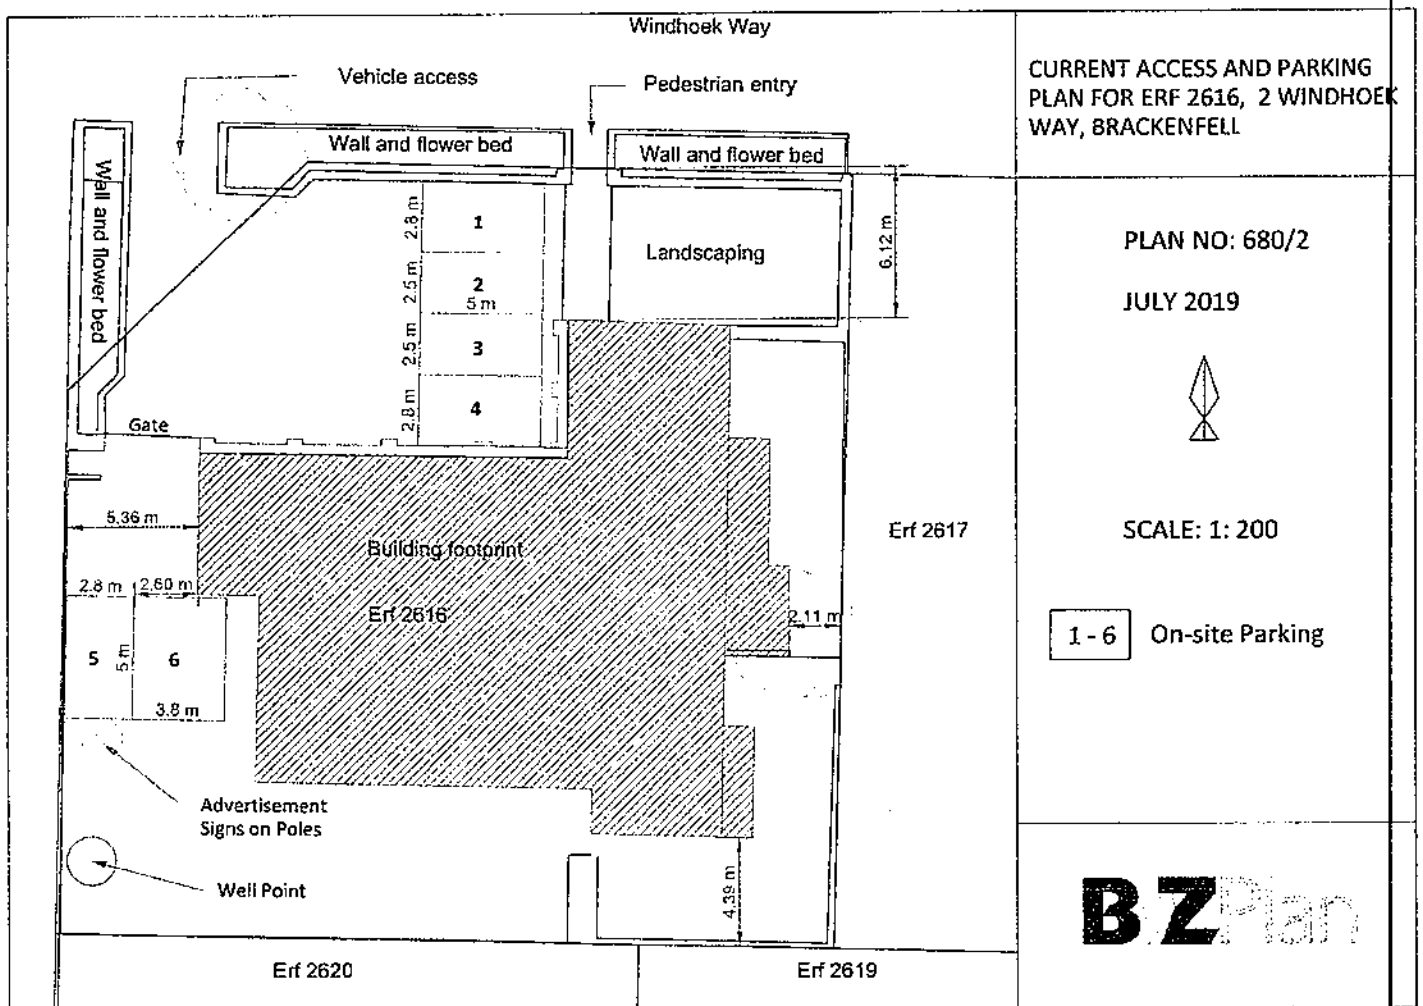 Windhoek Way
Vehicle access
Pedestrian entry
Wall and flower bed
Wall and flower bed
Wall and flower bed
2.8 m
1
2.5 m
2
5 m
2.5 m
3
2.8 m
4
Landscaping
6.12 m
Gate
5.36 m
Building footprint
Erf 2617
2.8 m
2.60 m
Erf 2616
2.11 m
5
5 m
6
3.8 m
Advertisement
Signs on Poles
Well Point
4.39 m
Erf 2620
Erf 2619
CURRENT ACCESS AND PARKING
PLAN FOR ERF 2616, 2 WINDHOEK
WAY, BRACKENFELL
PLAN NO: 680/2
JULY 2019
SCALE: 1: 200
1 - 6
On-site Parking
BZPlan